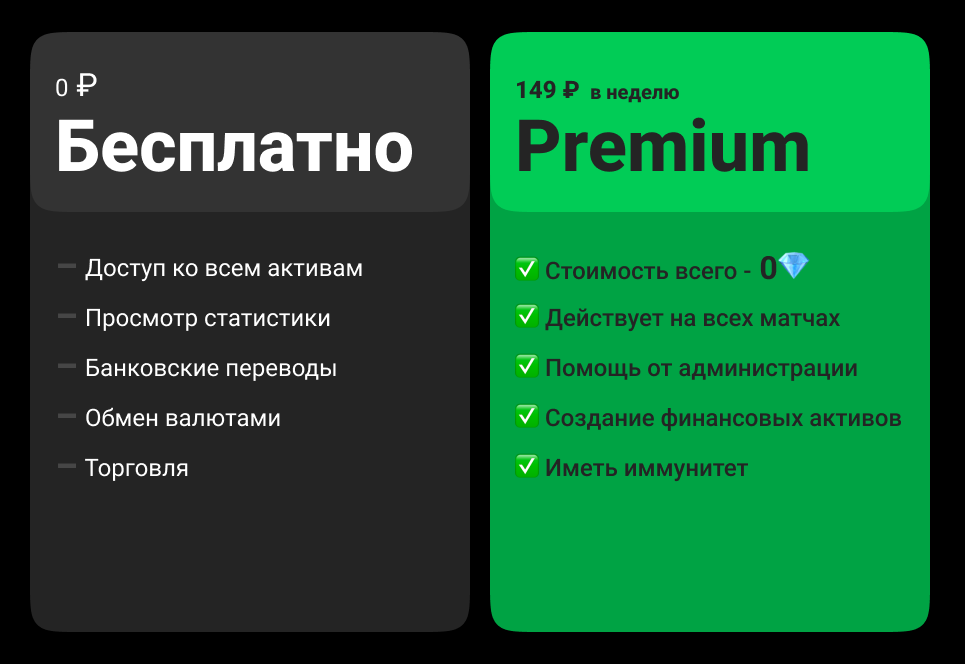 0 ₽
Бесплатно
Доступ ко всем активам
Просмотр статистики
Банковские переводы
Обмен валютами
Торговля
149 ₽ в неделю
Premium
✅ Стоимость всего - 0💎
✅ Действует на всех матчах
✅ Помощь от администрации
✅ Создание финансовых активов
✅ Иметь иммунитет